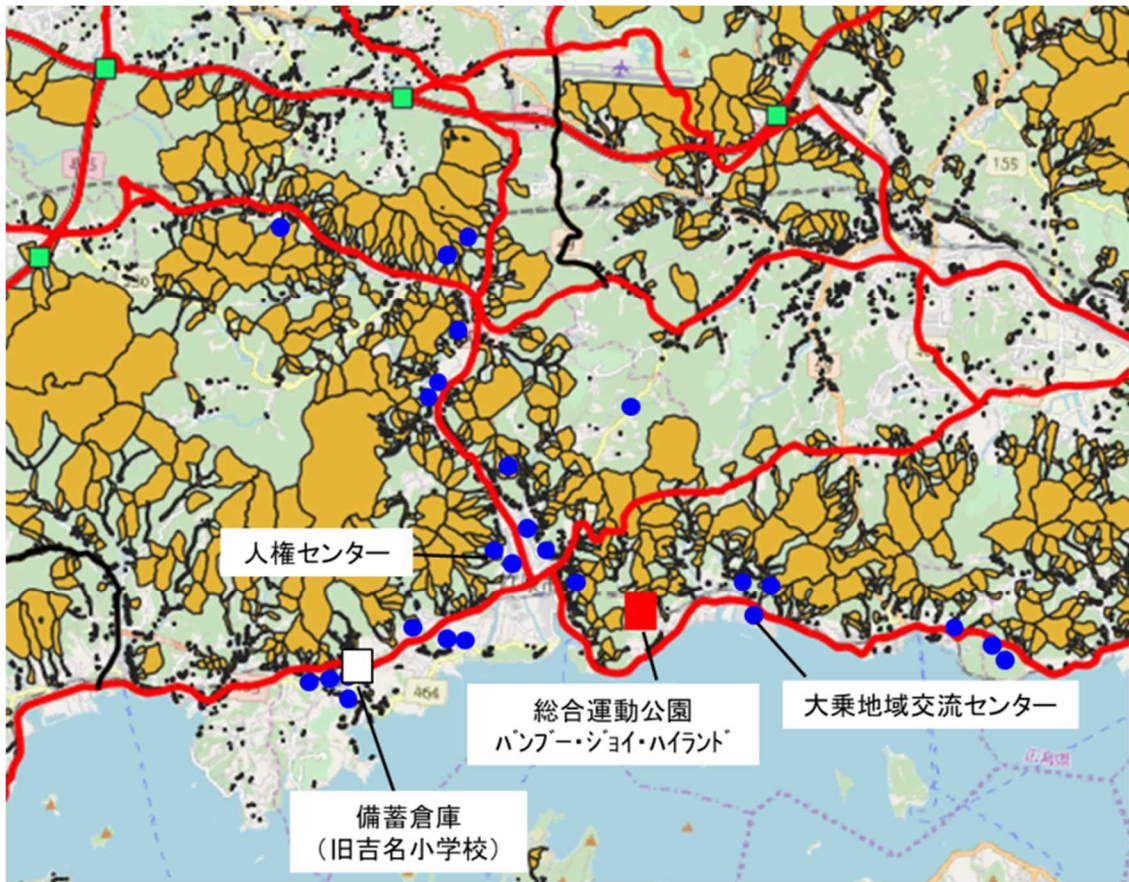 155
人権センター
464
総合運動公園
ﾊﾞﾝﾌﾞｰ・ｼﾞｮｲ・ﾊｲﾗﾝﾄﾞ
大乗地域交流センター
備蓄倉庫
（旧吉名小学校）